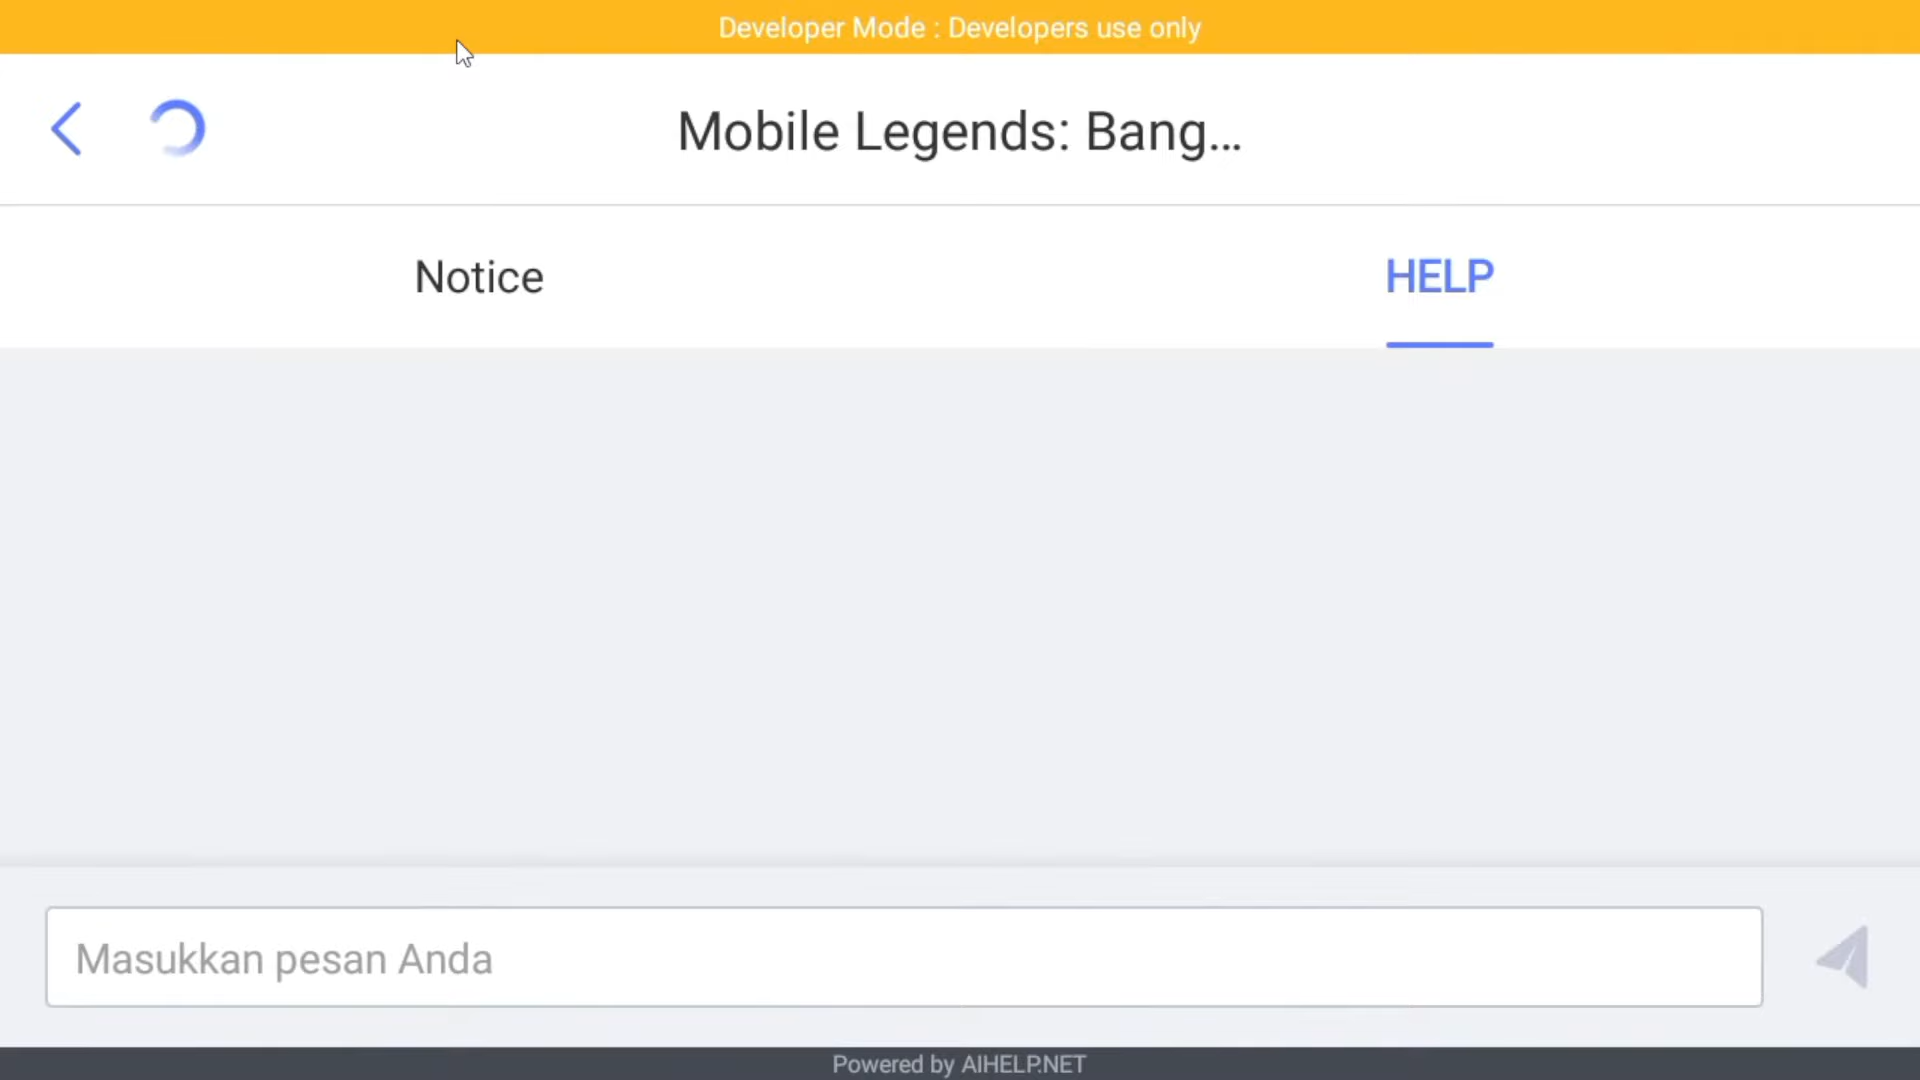 Developer Mode : Developers use only
Mobile Legends: Bang...
Notice
HELP
Masukkan pesan Anda
Powered by AIHELP.NET